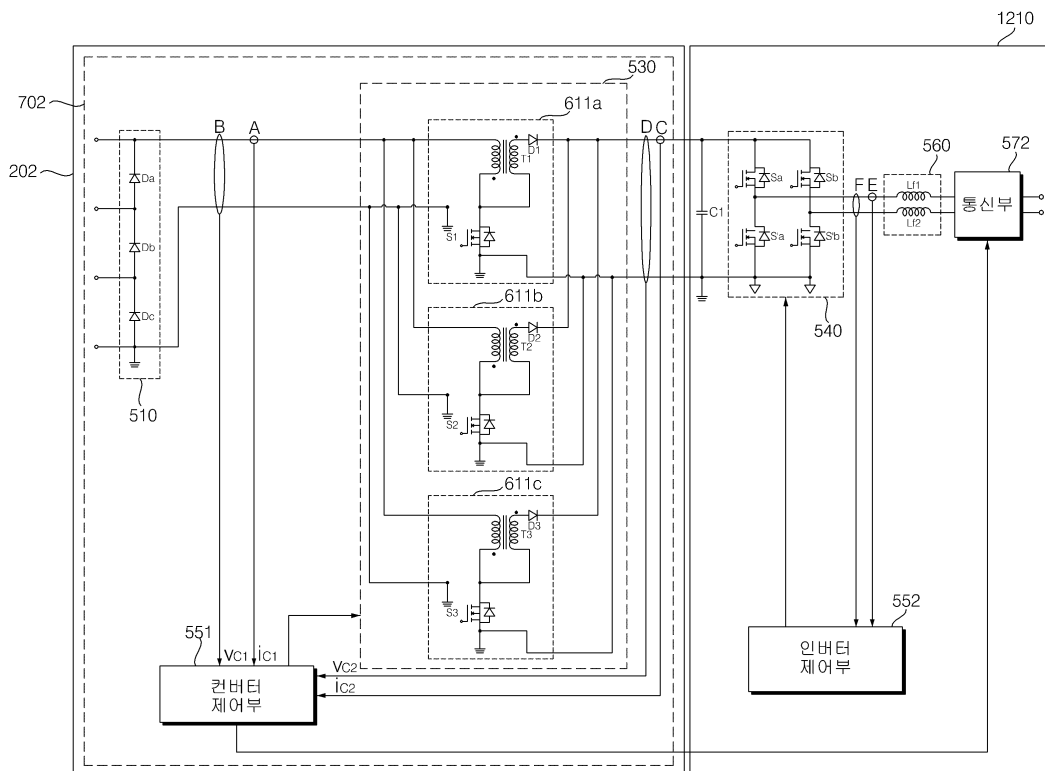 1210
530
702
611a
B A
D C
560
572
202
D1
T1
Da
Sa
Sb
F E
Lf1
Lf2
통신부
C1
S1
S'a
S'b
Db
611b
540
Dc
D2
T2
510
S2
611c
D3
T3
S3
552
551
VC1 iC1
VC2
iC2
컨버터
제어부
인버터
제어부